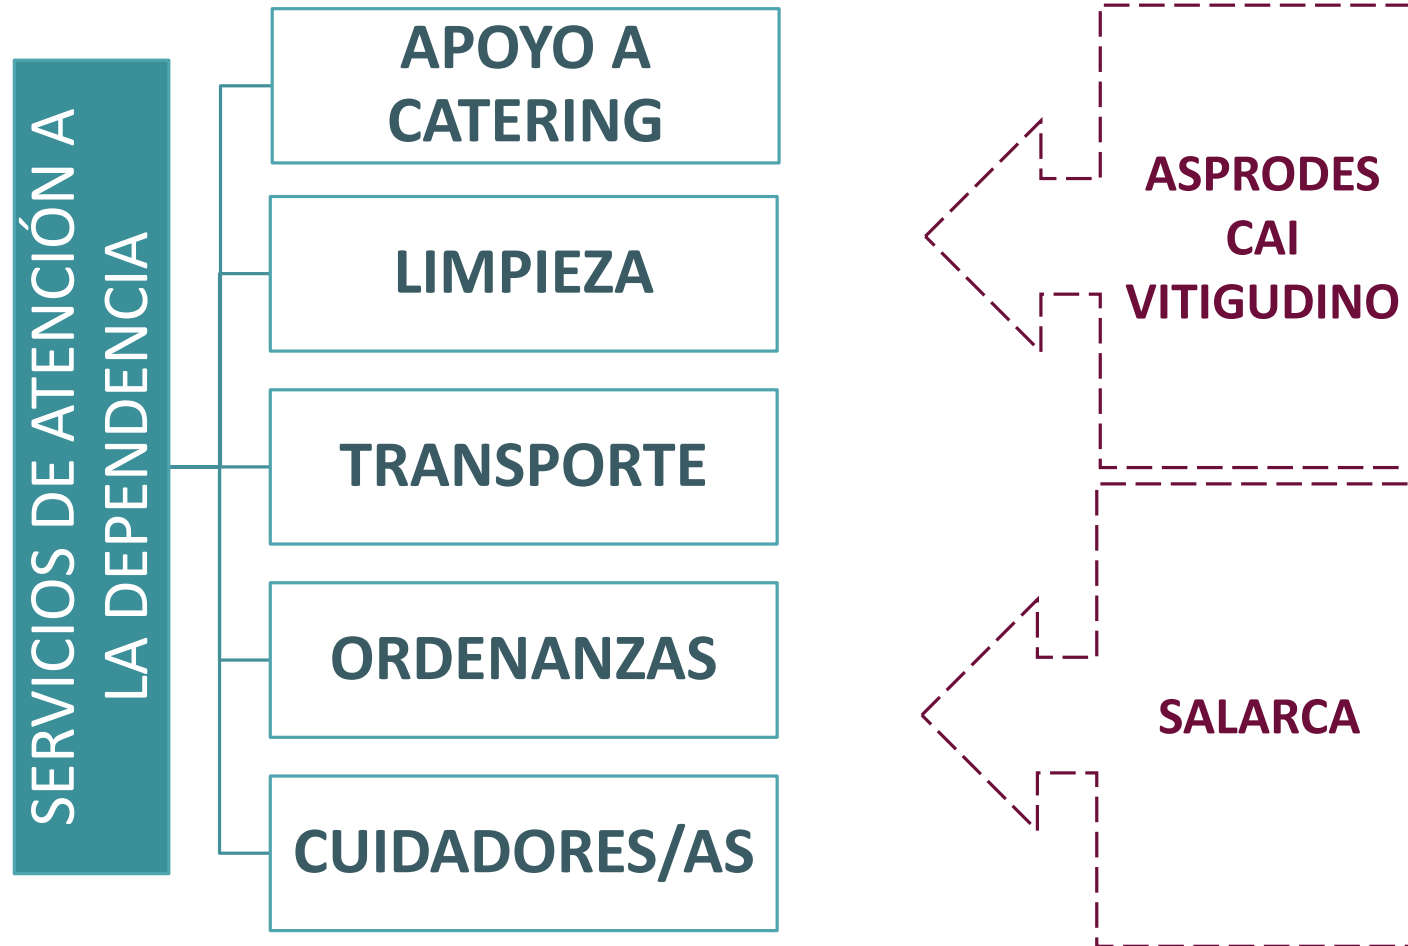 SERVICIOS DE ATENCIÓN A
LA DEPENDENCIA
APOYO A
CATERING
LIMPIEZA
TRANSPORTE
ORDENANZAS
CUIDADORES/AS
ASPRODES
CAI
VITIGUDINO
SALARCA